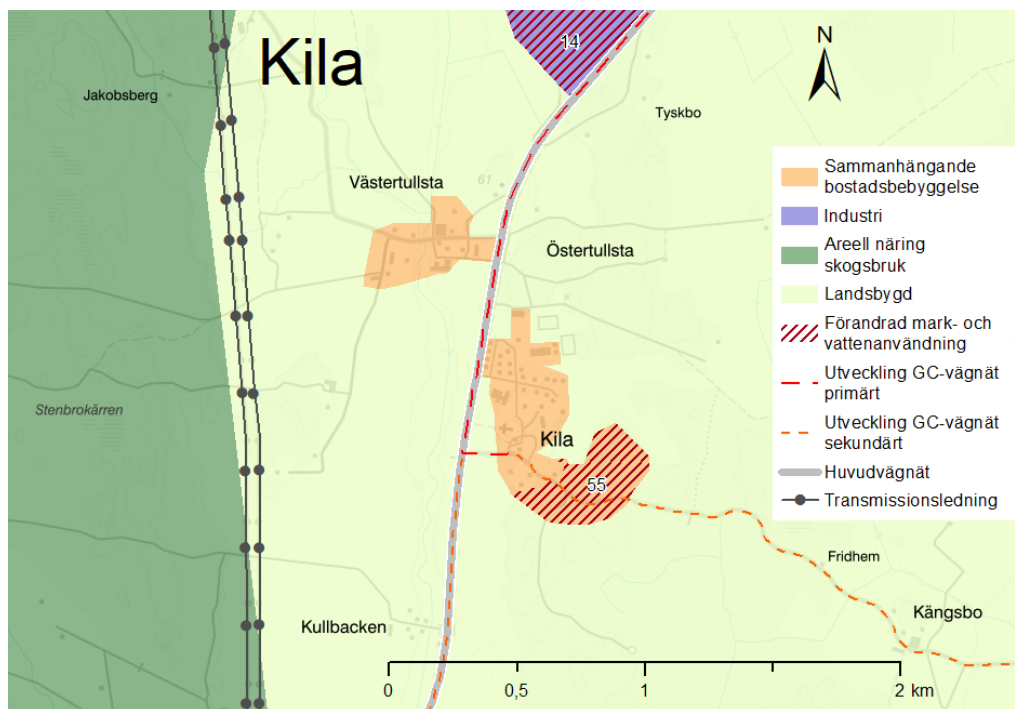 Kila
14
N
Jakobsberg
Tyskbo
Västertullsta
61
Östertullsta
Stenbrokärren
Kila
55
Fridhem
Kängsbo
Kullbacken
Sammanhängande
bostadsbebyggelse
Industri
Areell näring
skogsbruk
Landsbygd
Förandrad mark- och
vattenanvändning
Utveckling GC-vägnät
primärt
Utveckling GC-vägnät
sekundärt
Huvudvägnät
Transmissionsledning
0 0,5 1 2 km